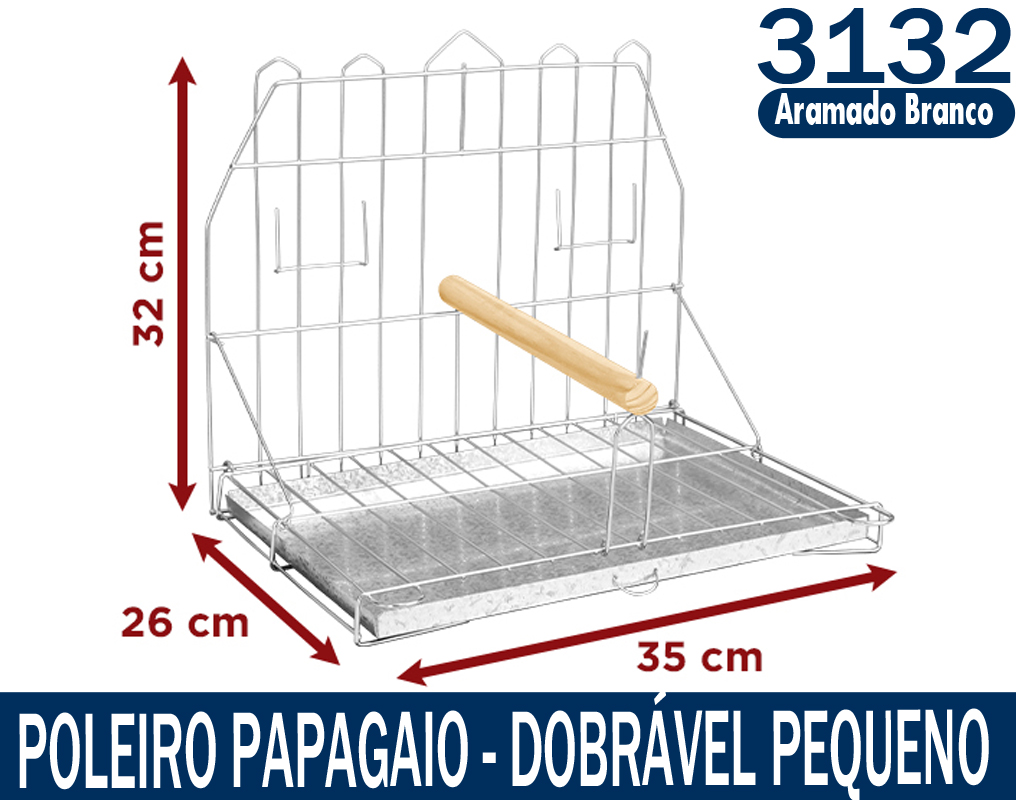 3132
Aramado Branco
32 cm
26 cm
35 cm
POLEIRO PAPAGAIO - DOBRÁVEL PEQUENO